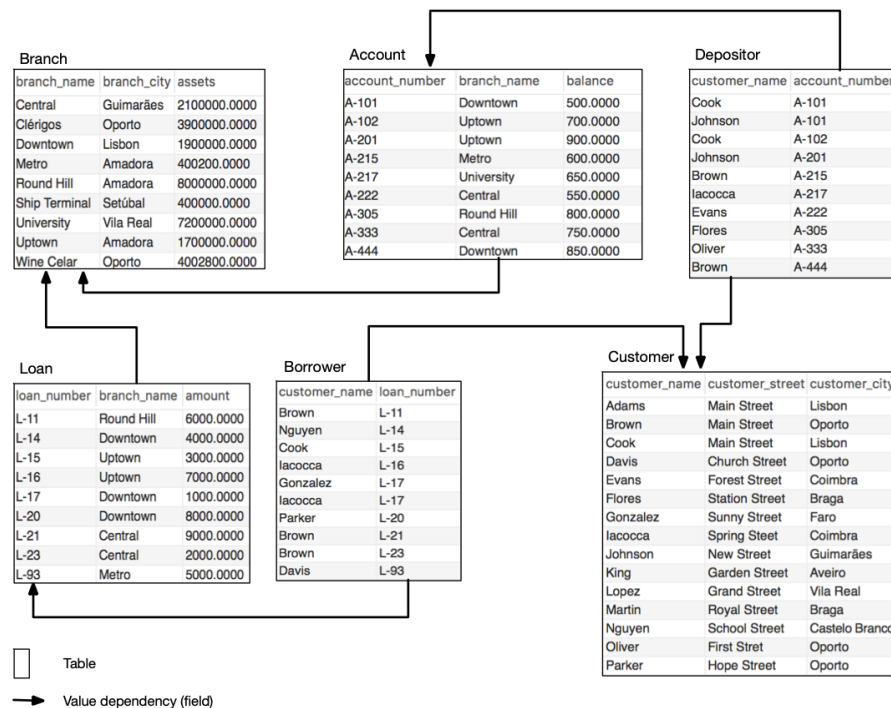 Branch
branch_name branch_city assets
Central Guimarães 2100000.0000
Clérigos Oporto 3900000.0000
Downtown Lisbon 1900000.0000
Metro Amadora 400200.0000
Round Hill Amadora 8000000.0000
Ship Terminal Setúbal 400000.0000
University Vila Real 7200000.0000
Uptown Amadora 1700000.0000
Wine Celar Oporto 4002800.0000
Account
account_number branch_name balance
A-101 Downtown 500.0000
A-102 Uptown 700.0000
A-201 Uptown 900.0000
A-215 Metro 600.0000
A-217 University 650.0000
A-222 Central 550.0000
A-305 Round Hill 800.0000
A-333 Central 750.0000
A-444 Downtown 850.0000
Depositor
customer_name account_number
Cook A-101
Johnson A-101
Cook A-102
Johnson A-201
Brown A-215
Iacocca A-217
Evans A-222
Flores A-305
Oliver A-333
Brown A-444
Loan
loan_number branch_name amount
L-11 Round Hill 6000.0000
L-14 Downtown 4000.0000
L-15 Uptown 3000.0000
L-16 Uptown 7000.0000
L-17 Downtown 1000.0000
L-20 Downtown 8000.0000
L-21 Central 9000.0000
L-23 Central 2000.0000
L-93 Metro 5000.0000
Borrower
customer_name loan_number
Brown L-11
Nguyen L-14
Cook L-15
Iacocca L-16
Gonzalez L-17
Iacocca L-17
Parker L-20
Brown L-21
Brown L-23
Davis L-93
Customer
customer_name customer_street customer_city
Adams Main Street Lisbon
Brown Main Street Oporto
Cook Main Street Lisbon
Davis Church Street Oporto
Evans Forest Street Coimbra
Flores Station Street Braga
Gonzalez Sunny Street Faro
Iacocca Spring Steet Coimbra
Johnson New Street Guimarães
King Garden Street Aveiro
Lopez Grand Street Vila Real
Martin Royal Street Braga
Nguyen School Street Castelo Branco
Oliver First Stret Oporto
Parker Hope Street Oporto
Table
Value dependency (field)